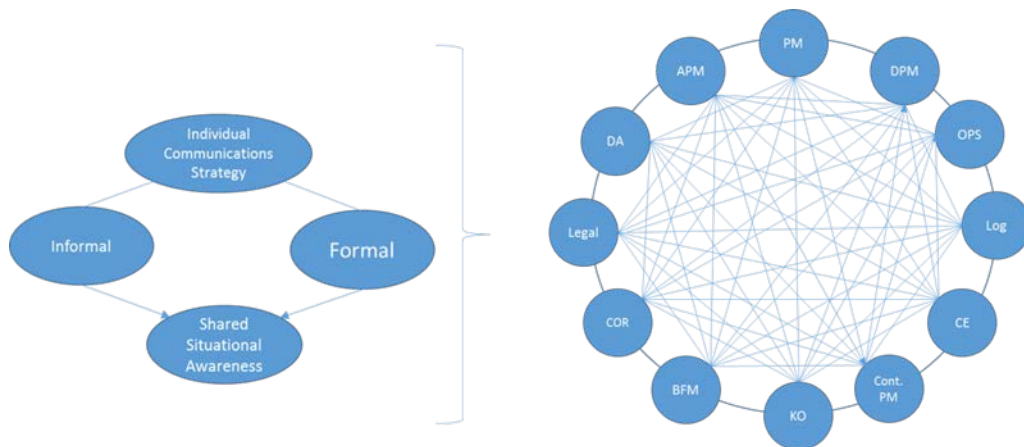 Individual
Communications
Strategy
Informal
Formal
Shared
Situational
Awareness
PM
DPM
OPS
Log
CE
Cont.
PM
KO
BFM
COR
Legal
DA
APM